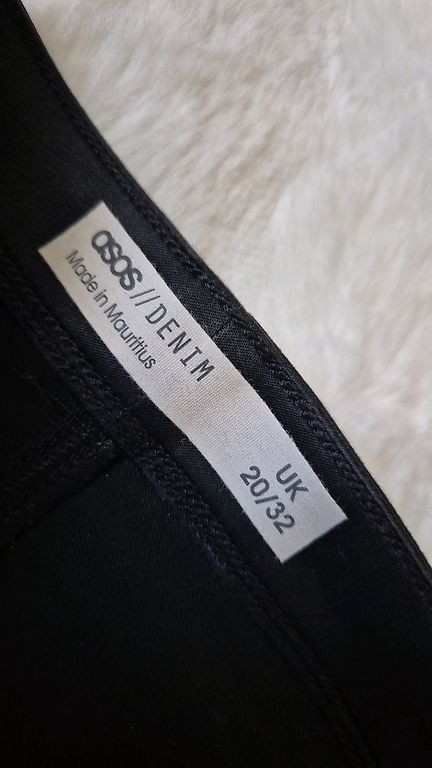 asos // DENIM
Made in Mauritius
UK
20/32